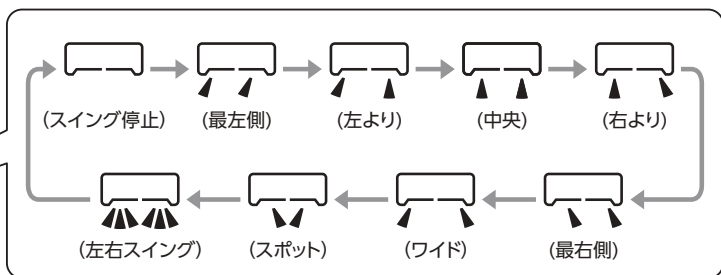 (スイング停止) (最左側) (左より) (中央) (右より)
(左右スイング) (スポット) (ワイド) (最右側)